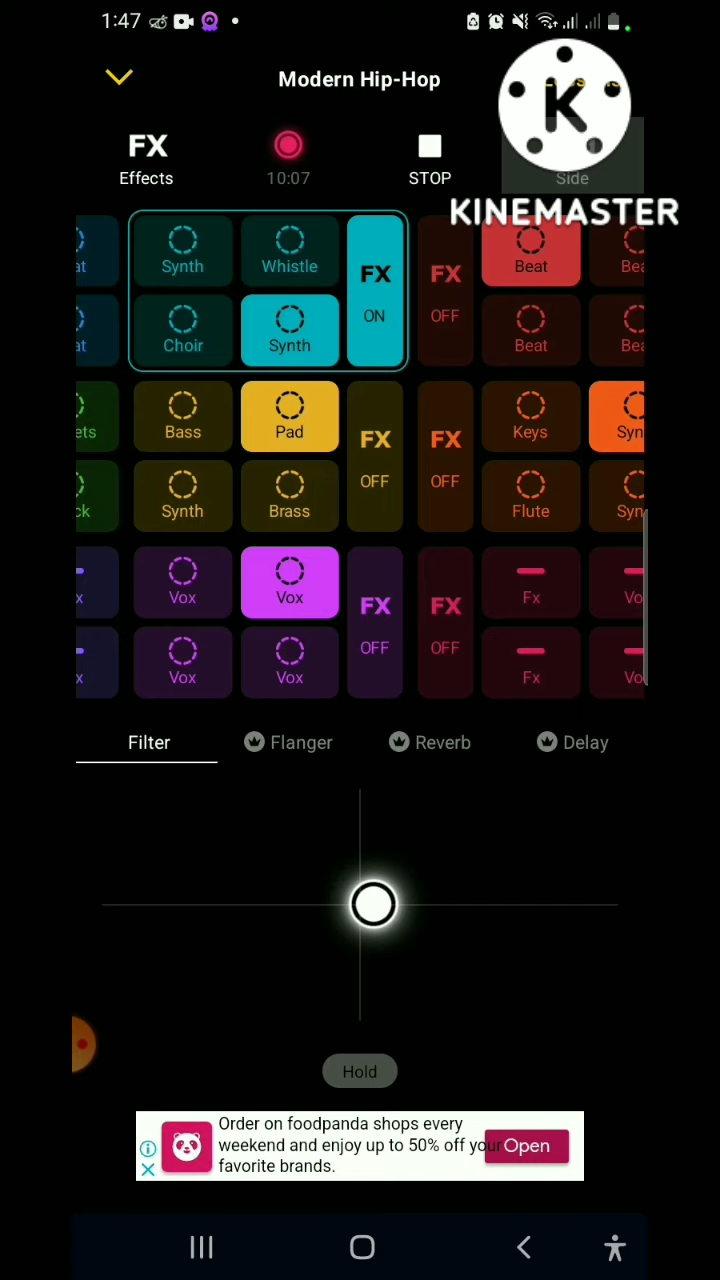 1:47
Modern Hip-Hop
KINEMASTER
FX
Effects
10:07
STOP
Side
Synth
Whistle
FX
ON
FX
OFF
Beat
Choir
Synth
Beat
Bass
Pad
FX
OFF
FX
OFF
Keys
Synth
Brass
Flute
Vox
Vox
FX
OFF
FX
OFF
Fx
Vox
Vox
Fx
Filter
Flanger
Reverb
Delay
Hold
Order on foodpanda shops every
weekend and enjoy up to 50% off your
favorite brands.
Open